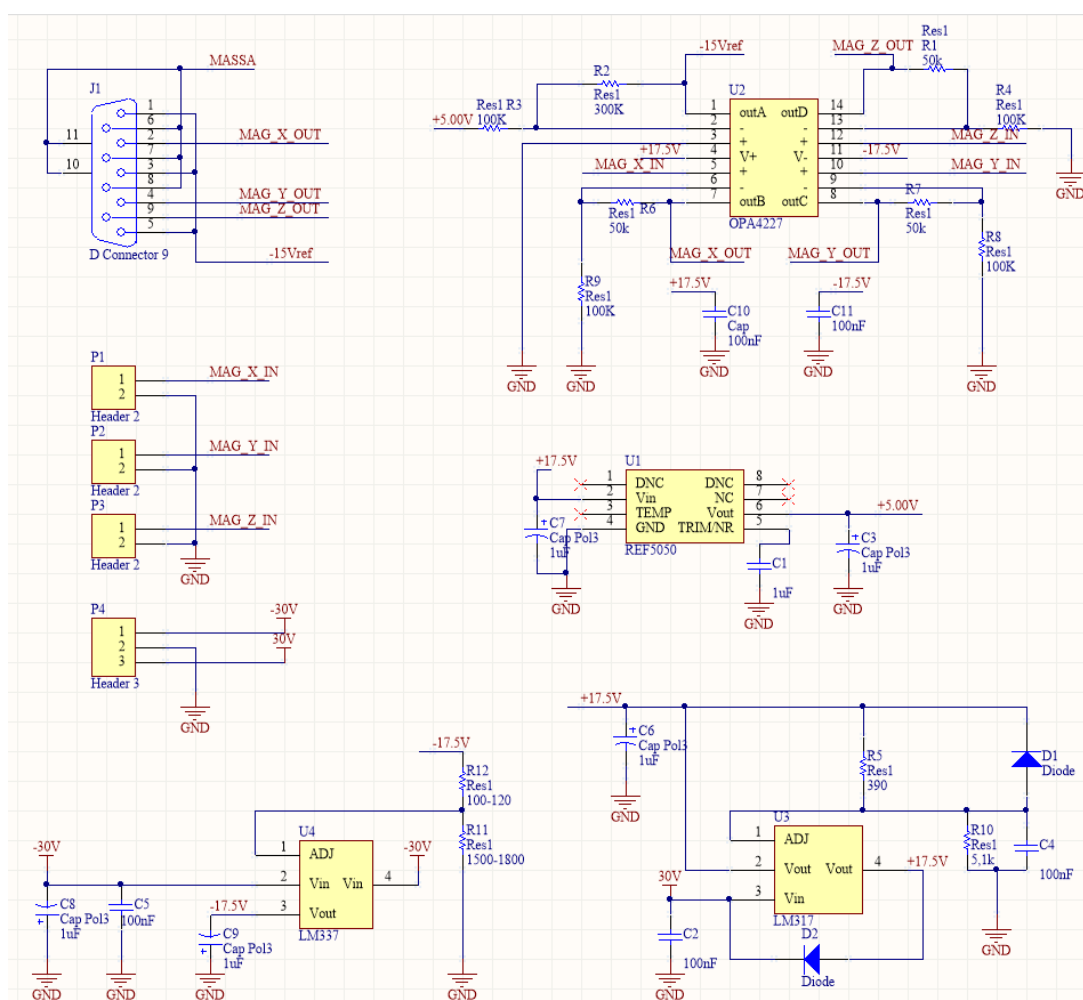 MASSA
J1
1
6
2
7
3
8
4
9
5
11
10
MAG_X_OUT
MAG_Y_OUT
MAG_Z_OUT
-15Vref
D Connector 9
-15Vref
R2
Res1
300K
Res1 R3
100K
+5.00V
MAG_Z_OUT
Res1
R1
50k
R4
Res1
100K
U2
1 outA outD 14
2 - - 13
3 + + 12
4 V+ V- 11
5 + + 10
6 - - 9
7 outB outC 8
OPA4227
+17.5V
MAG_X_IN
MAG_Z_IN
-17.5V
MAG_Y_IN
GND
R6
Res1
50k
R7
Res1
50k
MAG_X_OUT
MAG_Y_OUT
R8
Res1
100K
R9
Res1
100K
+17.5V
C10
Cap
100nF
-17.5V
C11
100nF
GND
GND
GND
GND
GND
P1
1
2
Header 2
MAG_X_IN
P2
1
2
Header 2
MAG_Y_IN
P3
1
2
Header 2
MAG_Z_IN
GND
P4
1
2
3
Header 3
-30V
30V
GND
+17.5V
U1
1 DNC DNC 8
2 Vin NC 7
3 TEMP Vout 6
4 GND TRIM/NR 5
REF5050
+5.00V
+
C7
Cap Pol3
1uF
GND
C1
1uF
GND
+
C3
Cap Pol3
1uF
GND
-17.5V
R12
Res1
100-120
R11
Res1
1500-1800
U4
1 ADJ
2 Vin Vin 4
3 Vout
LM337
-30V
-30V
-17.5V
C8
Cap Pol3
+
1uF
C5
100nF
C9
Cap Pol3
+
1uF
GND
GND
GND
GND
+17.5V
+
C6
Cap Pol3
1uF
GND
R5
Res1
390
D1
Diode
U3
1 ADJ
2 Vout Vout 4
3 Vin
LM317
+17.5V
R10
Res1
5,1k
C4
100nF
GND
30V
C2
100nF
GND
D2
Diode